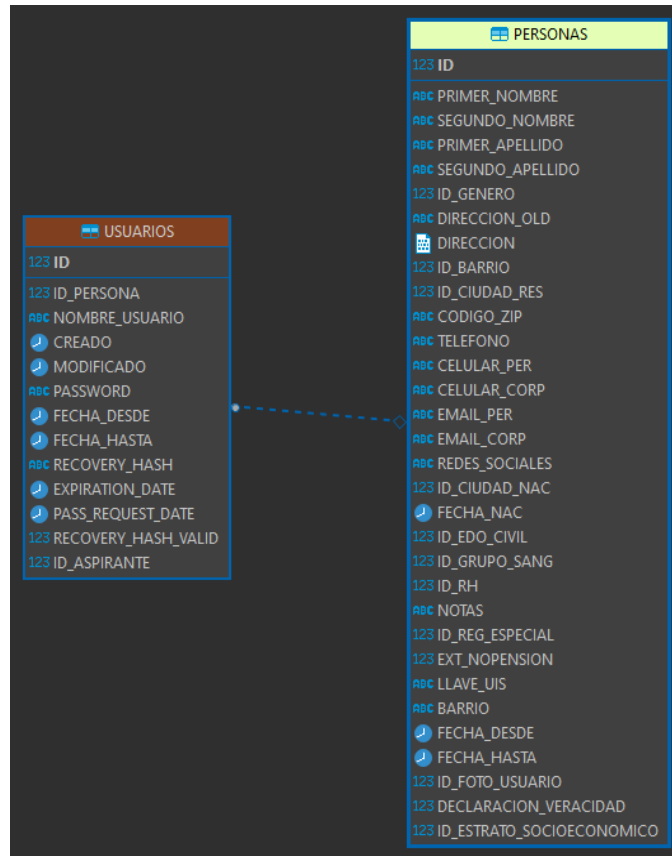 USUARIOS
123 ID
123 ID_PERSONA
ABC NOMBRE_USUARIO
CREADO
MODIFICADO
ABC PASSWORD
FECHA_DESDE
FECHA_HASTA
ABC RECOVERY_HASH
EXPIRATION_DATE
PASS_REQUEST_DATE
123 RECOVERY_HASH_VALID
123 ID_ASPIRANTE
PERSONAS
123 ID
ABC PRIMER_NOMBRE
ABC SEGUNDO_NOMBRE
ABC PRIMER_APELLIDO
ABC SEGUNDO_APELLIDO
123 ID_GENERO
ABC DIRECCION_OLD
DIRECCION
123 ID_BARRIO
123 ID_CIUDAD_RES
ABC CODIGO_ZIP
ABC TELEFONO
ABC CELULAR_PER
ABC CELULAR_CORP
ABC EMAIL_PER
ABC EMAIL_CORP
ABC REDES_SOCIALES
123 ID_CIUDAD_NAC
FECHA_NAC
123 ID_EDO_CIVIL
123 ID_GRUPO_SANG
123 ID_RH
ABC NOTAS
123 ID_REG_ESPECIAL
123 EXT_NOPENSION
ABC LLAVE_UIS
ABC BARRIO
FECHA_DESDE
FECHA_HASTA
123 ID_FOTO_USUARIO
123 DECLARACION_VERACIDAD
123 ID_ESTRATO_SOCIOECONOMICO